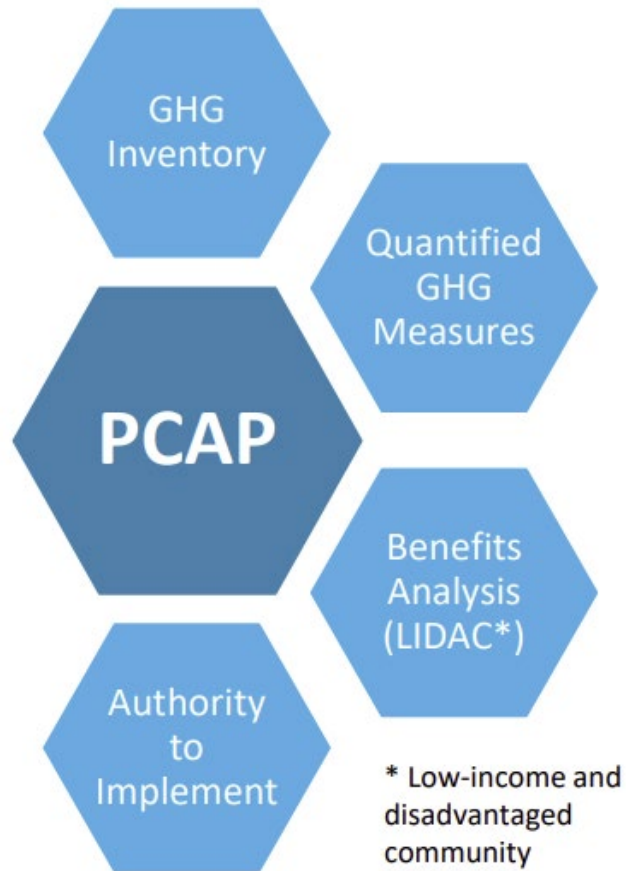 GHG
Inventory
Quantified
GHG
Measures
PCAP
Benefits
Analysis
(LIDAC*)
Authority
to
Implement
* Low-income and
disadvantaged
community